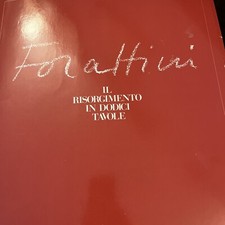 Forattini
IL
RISORGIMENTO
IN DODICI
TAVOLE